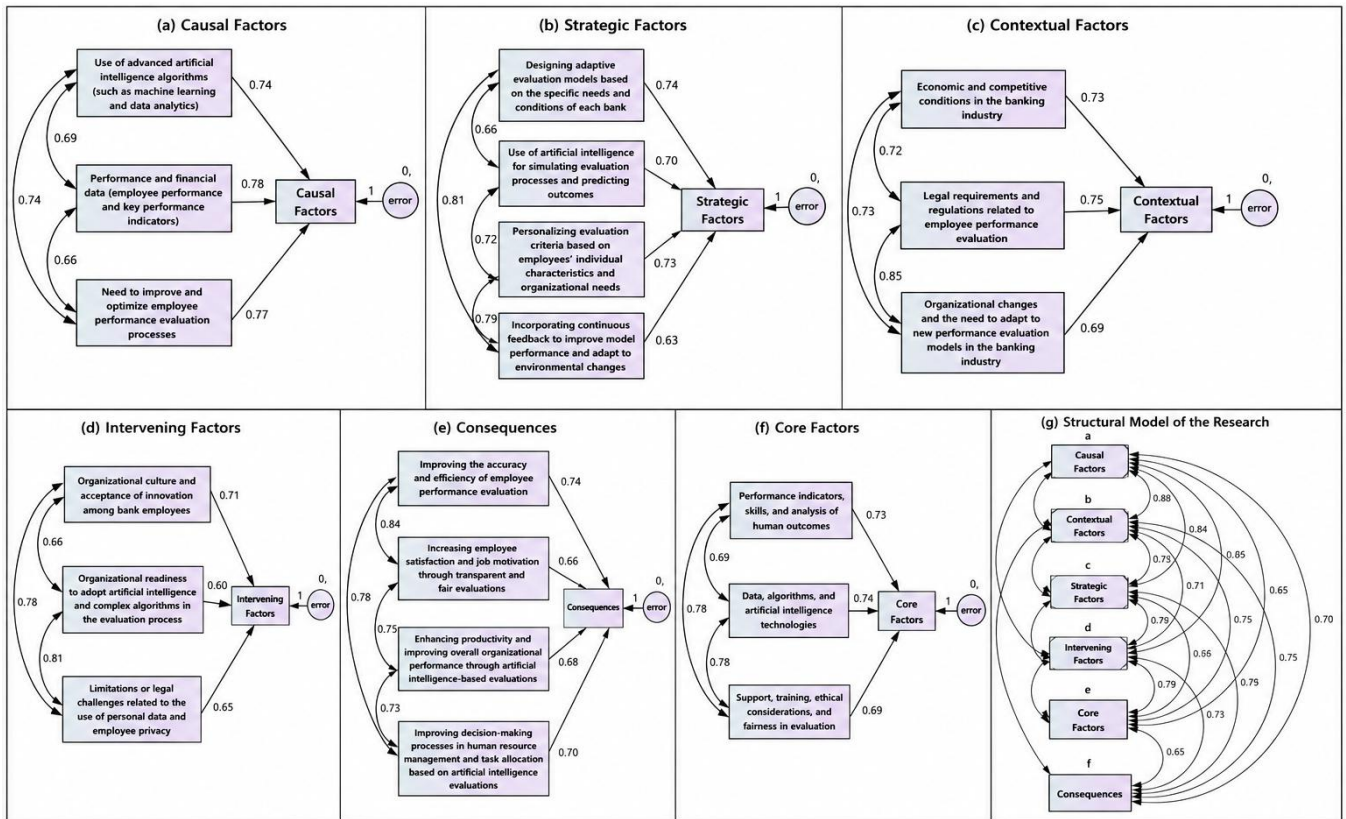 (a) Causal Factors
Use of advanced artificial
intelligence algorithms
(such as machine learning
and data analytics)
0.74
0.69
Performance and financial
data (employee performance
and key performance
indicators)
0.78
Causal
Factors
1
0,
error
0.74
0.66
Need to improve and
optimize employee
performance evaluation
processes
0.77
(b) Strategic Factors
Designing adaptive
evaluation models based
on the specific needs and
conditions of each bank
0.74
0.66
Use of artificial intelligence
for simulating evaluation
processes and predicting
outcomes
0.70
0.81
Strategic
Factors
1
0,
error
0.72
Personalizing evaluation
criteria based on
employees’ individual
characteristics and
organizational needs
0.73
0.79
Incorporating continuous
feedback to improve model
performance and adapt to
environmental changes
0.63
(c) Contextual Factors
Economic and competitive
conditions in the banking
industry
0.73
0.72
Legal requirements and
regulations related to
employee performance
evaluation
0.75
Contextual
Factors
1
0,
error
0.73
0.85
Organizational changes
and the need to adapt to
new performance evaluation
models in the banking
industry
0.69
(d) Intervening Factors
Organizational culture and
acceptance of innovation
among bank employees
0.71
0.66
Organizational readiness
to adopt artificial intelligence
and complex algorithms in
the evaluation process
0.60
Intervening
Factors
1
0,
error
0.78
0.81
Limitations or legal
challenges related to the
use of personal data and
employee privacy
0.65
(e) Consequences
Improving the accuracy
and efficiency of employee
performance evaluation
0.74
0.84
Increasing employee
satisfaction and job motivation
through transparent and
fair evaluations
0.66
0.78
Consequences
1
0,
error
0.75
Enhancing productivity and
improving overall organizational
performance through artificial
intelligence-based evaluations
0.68
0.73
Improving decision-making
processes in human resource
management and task allocation
based on artificial intelligence
evaluations
0.70
(f) Core Factors
Performance indicators,
skills, and analysis of
human outcomes
0.73
0.69
Data, algorithms, and
artificial intelligence
technologies
0.74
Core
Factors
1
0,
error
0.78
0.78
Support, training, ethical
considerations, and
fairness in evaluation
0.69
(g) Structural Model of the Research
a
Causal
Factors
0.88
b
Contextual
Factors
0.84
0.85
c
Strategic
Factors
0.71
0.65
0.70
d
Intervening
Factors
0.79
0.66
0.75
0.75
e
Core
Factors
0.79
0.73
0.79
0.65
f
Consequences